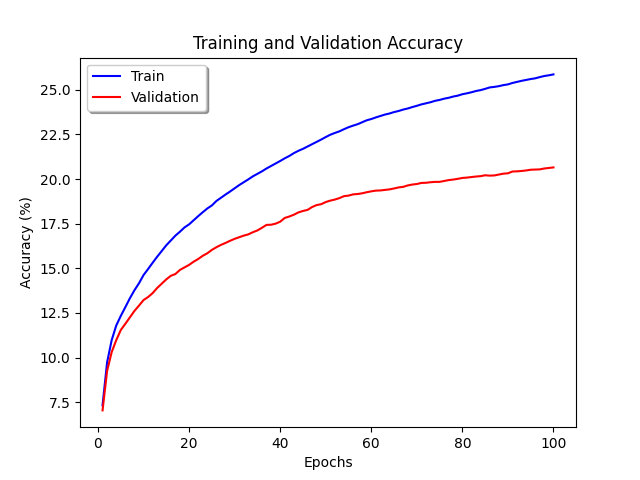 Training and Validation Accuracy
Train
Validation
25.0
22.5
20.0
17.5
15.0
12.5
10.0
7.5
Accuracy (%)
0 20 40 60 80 100
Epochs